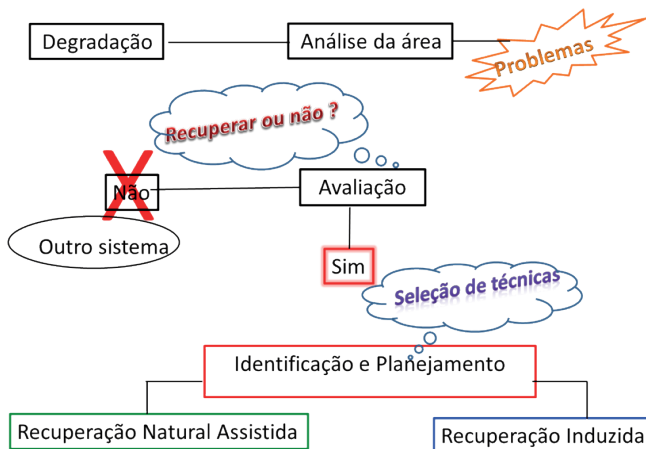 Degradação
Análise da área
Problemas
Recuperar ou não ?
Não
Avaliação
Outro sistema
Sim
Seleção de técnicas
Identificação e Planejamento
Recuperação Natural Assistida
Recuperação Induzida